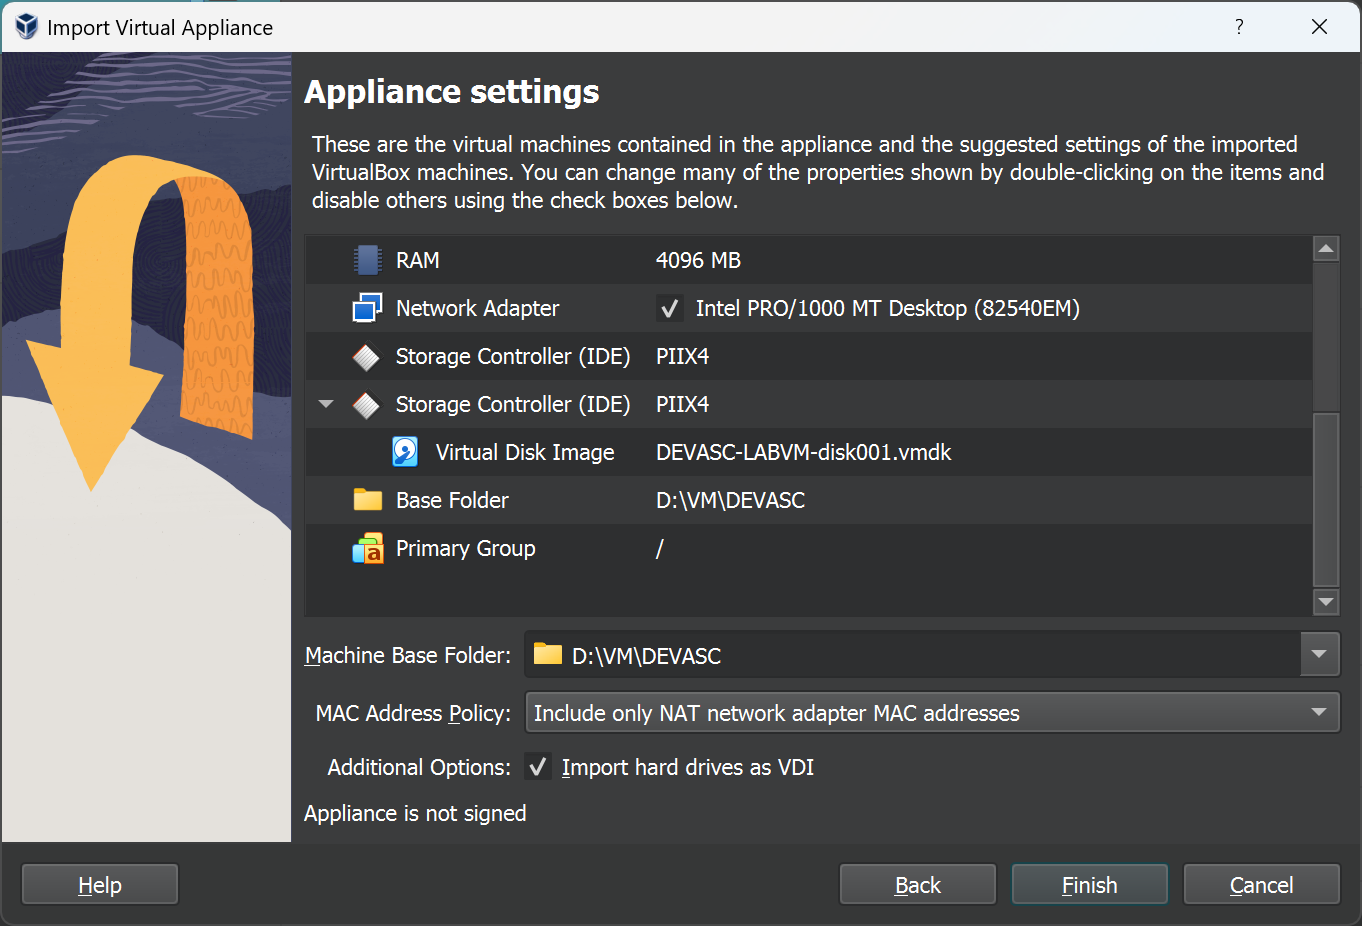 Import Virtual Appliance
?
Appliance settings
These are the virtual machines contained in the appliance and the suggested settings of the imported
VirtualBox machines. You can change many of the properties shown by double-clicking on the items and
disable others using the check boxes below.
RAM 4096 MB
Network Adapter Intel PRO/1000 MT Desktop (82540EM)
Storage Controller (IDE) PIIX4
Storage Controller (IDE) PIIX4
Virtual Disk Image DEVASC-LABVM-disk001.vmdk
Base Folder D:\VM\DEVASC
a Primary Group /
Machine Base Folder: D:\VM\DEVASC
MAC Address Policy: Include only NAT network adapter MAC addresses
Additional Options: Import hard drives as VDI
Appliance is not signed
Help Back Finish Cancel